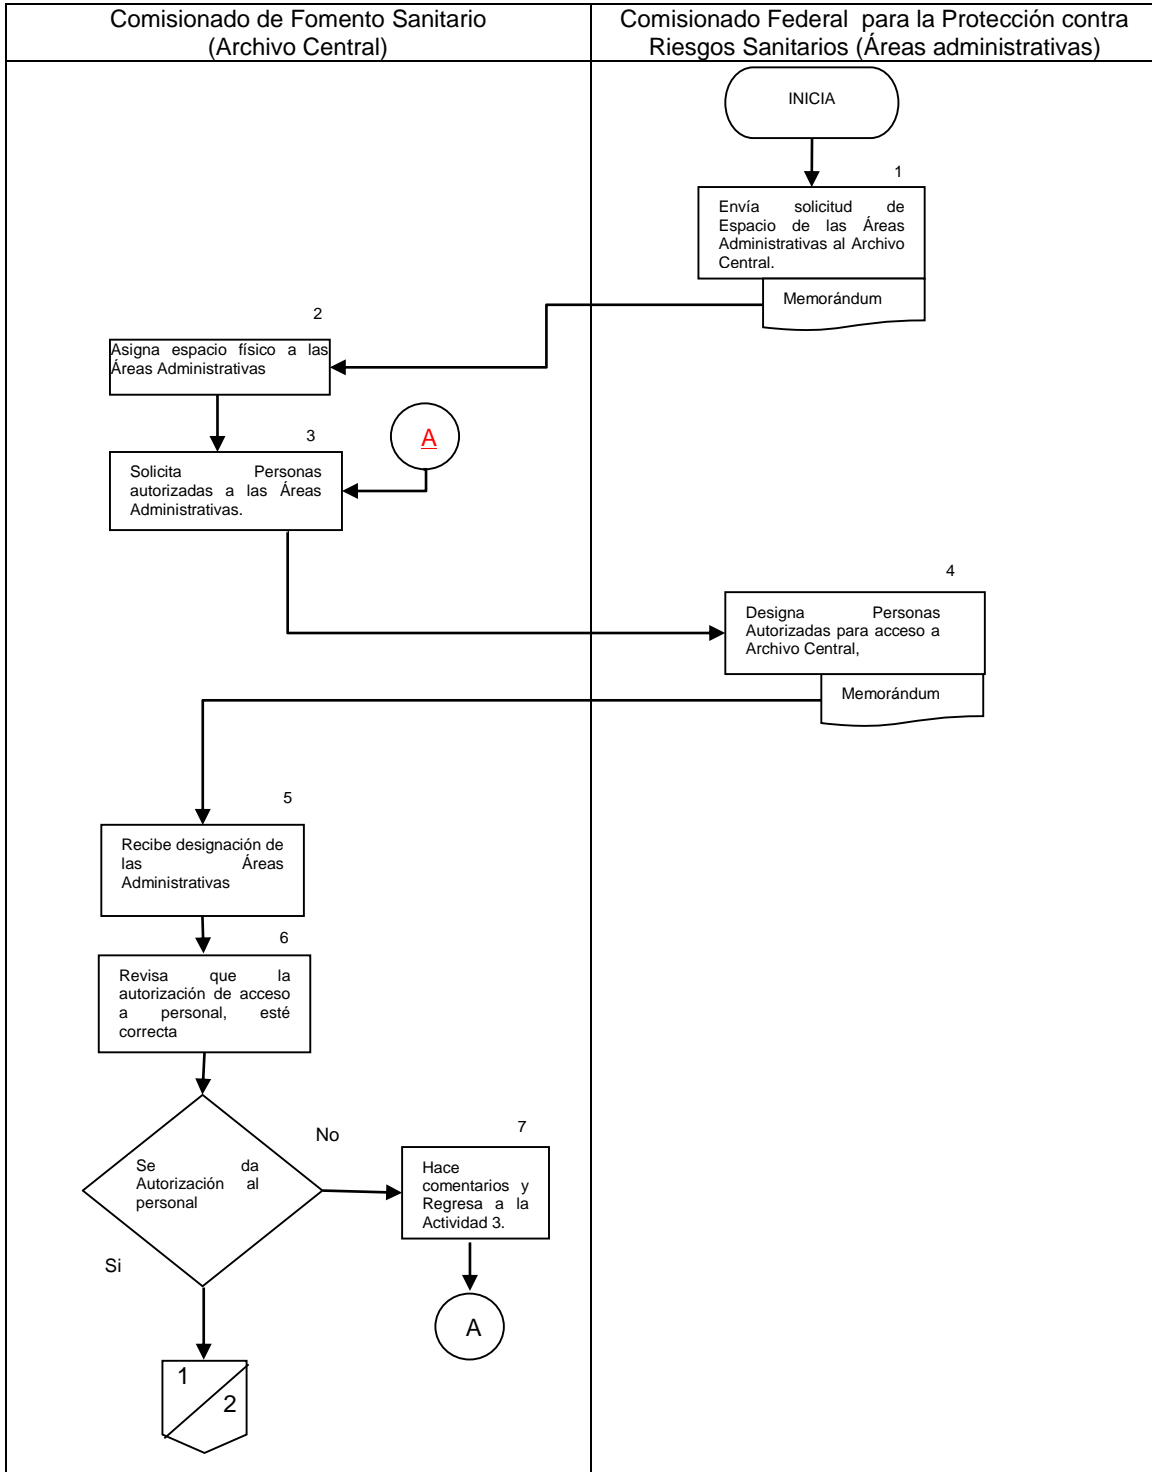 Comisionado de Fomento Sanitario
(Archivo Central)
Comisionado Federal para la Protección contra
Riesgos Sanitarios (Áreas administrativas)
INICIA
1
Envía solicitud de
Espacio de las Áreas
Administrativas al Archivo
Central.
Memorándum
2
Asigna espacio físico a las
Áreas Administrativas
A
3
Solicita Personas
autorizadas a las Áreas
Administrativas.
4
Designa Personas
Autorizadas para acceso a
Archivo Central,
Memorándum
5
Recibe designación de
las Áreas
Administrativas
6
Revisa que la
autorización de acceso
a personal, esté
correcta
No
Se da
Autorización al
personal
7
Hace
comentarios y
Regresa a la
Actividad 3.
Si
A
1
2